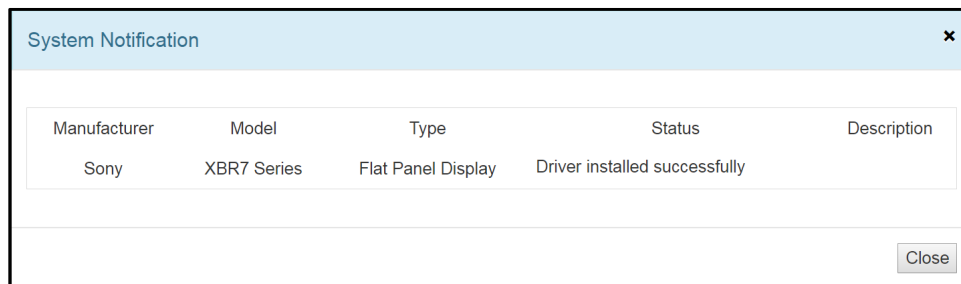 System Notification ×
Manufacturer Model Type Status Description
Sony XBR7 Series Flat Panel Display Driver installed successfully
Close